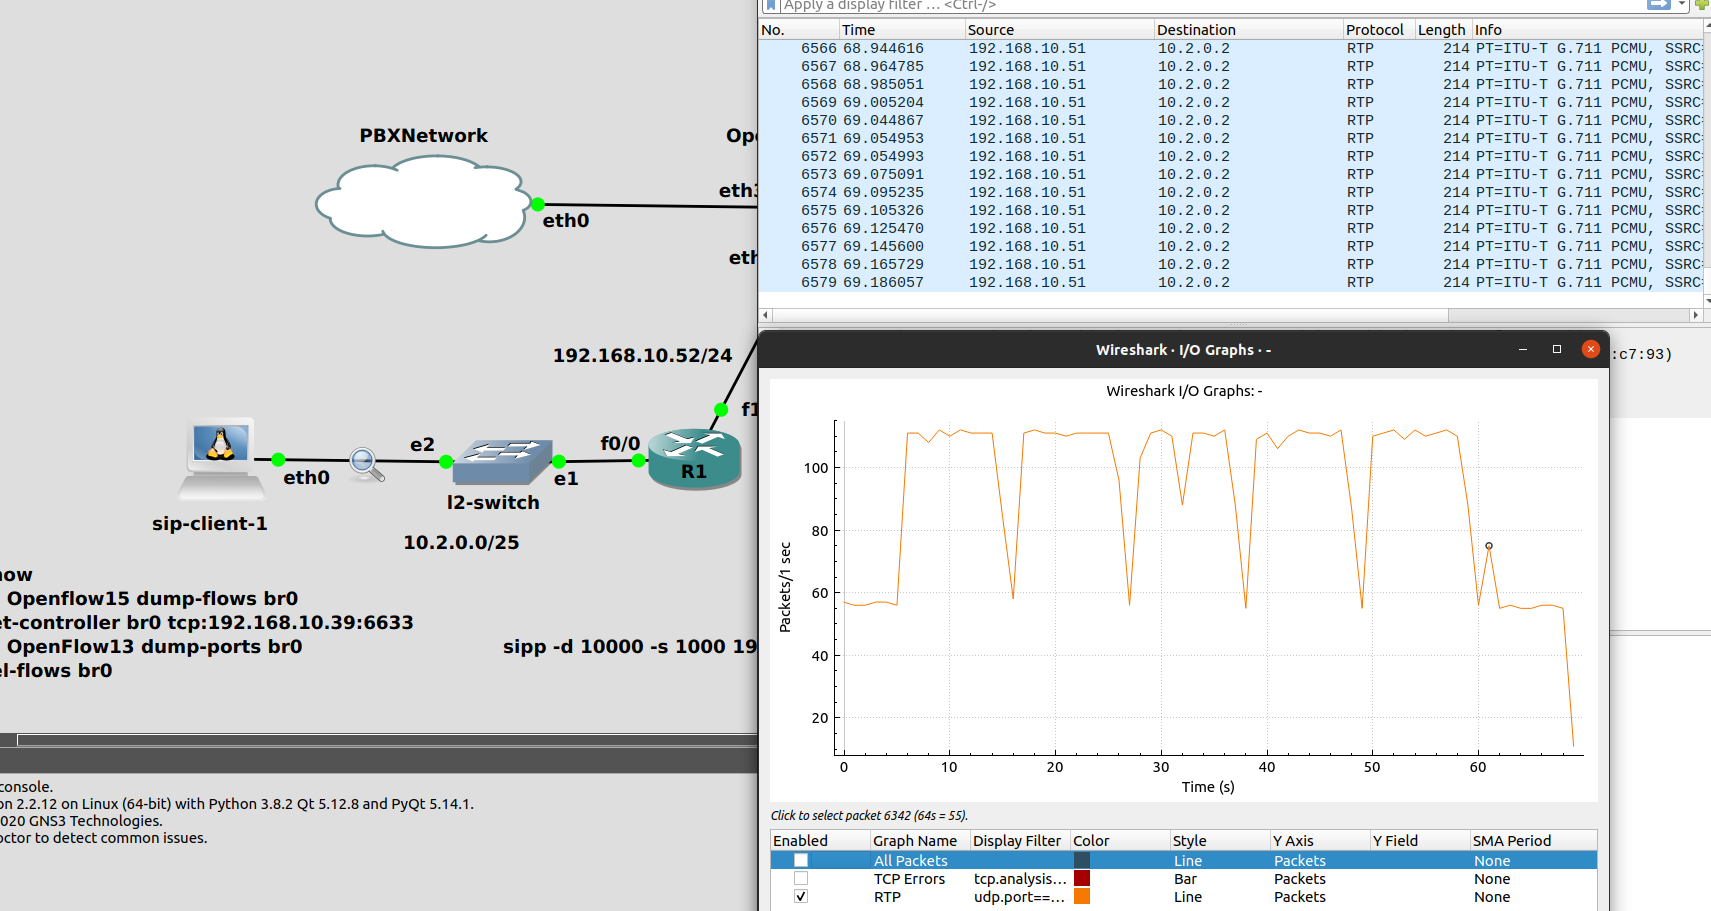 PBXNetwork
eth0
192.168.10.52/24
e2
f0/0
R1
eth0
e1
l2-switch
sip-client-1
10.2.0.0/25
Openflow15 dump-flows br0
br0 tcp:192.168.10.39:6633
OpenFlow13 dump-ports br0
br0
sipp -d 10000 -s 1000 19
console.
2.2.12 on Linux (64-bit) with Python 3.8.2 Qt 5.12.8 and PyQt 5.14.1.
020 GNS3 Technologies.
to detect common issues.
Apply a display filter … <Ctrl-/>
No. Time Source Destination Protocol Length Info
6566 68.944616 192.168.10.51 10.2.0.2 RTP 214 PT=ITU-T G.711 PCMU, SSRC=
6567 68.964785 192.168.10.51 10.2.0.2 RTP 214 PT=ITU-T G.711 PCMU, SSRC=
6568 68.985051 192.168.10.51 10.2.0.2 RTP 214 PT=ITU-T G.711 PCMU, SSRC=
6569 69.005204 192.168.10.51 10.2.0.2 RTP 214 PT=ITU-T G.711 PCMU, SSRC=
6570 69.044867 192.168.10.51 10.2.0.2 RTP 214 PT=ITU-T G.711 PCMU, SSRC=
6571 69.054953 192.168.10.51 10.2.0.2 RTP 214 PT=ITU-T G.711 PCMU, SSRC=
6572 69.054993 192.168.10.51 10.2.0.2 RTP 214 PT=ITU-T G.711 PCMU, SSRC=
6573 69.075091 192.168.10.51 10.2.0.2 RTP 214 PT=ITU-T G.711 PCMU, SSRC=
6574 69.095235 192.168.10.51 10.2.0.2 RTP 214 PT=ITU-T G.711 PCMU, SSRC=
6575 69.105326 192.168.10.51 10.2.0.2 RTP 214 PT=ITU-T G.711 PCMU, SSRC=
6576 69.125470 192.168.10.51 10.2.0.2 RTP 214 PT=ITU-T G.711 PCMU, SSRC=
6577 69.145600 192.168.10.51 10.2.0.2 RTP 214 PT=ITU-T G.711 PCMU, SSRC=
6578 69.165729 192.168.10.51 10.2.0.2 RTP 214 PT=ITU-T G.711 PCMU, SSRC=
6579 69.186057 192.168.10.51 10.2.0.2 RTP 214 PT=ITU-T G.711 PCMU, SSRC=
:c7:93)
Wireshark · I/O Graphs · -
Wireshark I/O Graphs: -
Packets/1 sec
100
80
60
40
20
0 10 20 30 40 50 60
Time (s)
Click to select packet 6342 (64s = 55).
Enabled Graph Name Display Filter Color Style Y Axis Y Field SMA Period
All Packets Line Packets None
TCP Errors tcp.analysis… Bar Packets None
RTP udp.port==… Line Packets None